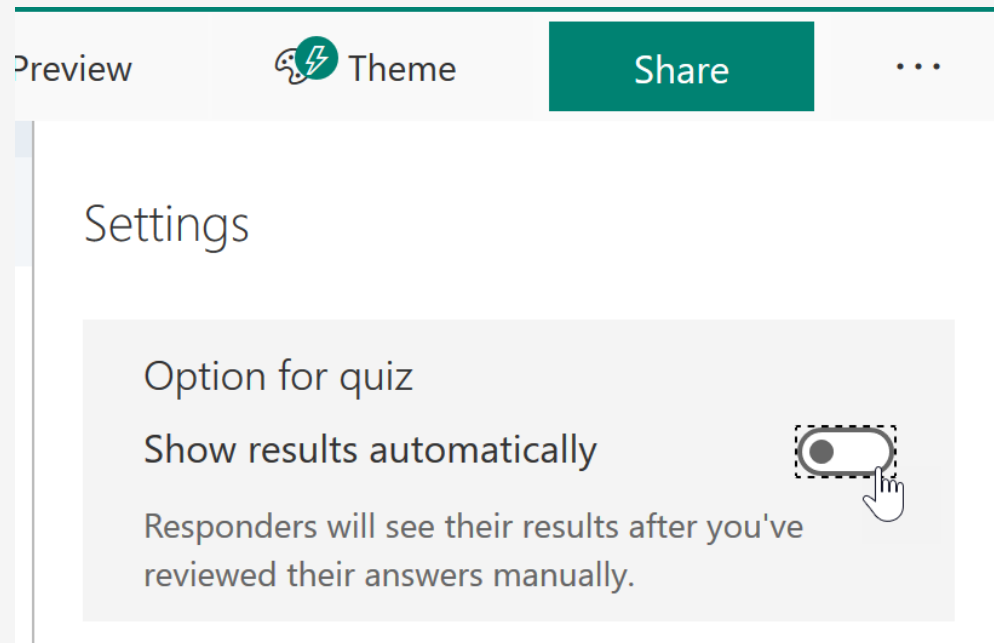 Preview
Theme
Share
...
Settings
Option for quiz
Show results automatically
Responders will see their results after you've
reviewed their answers manually.